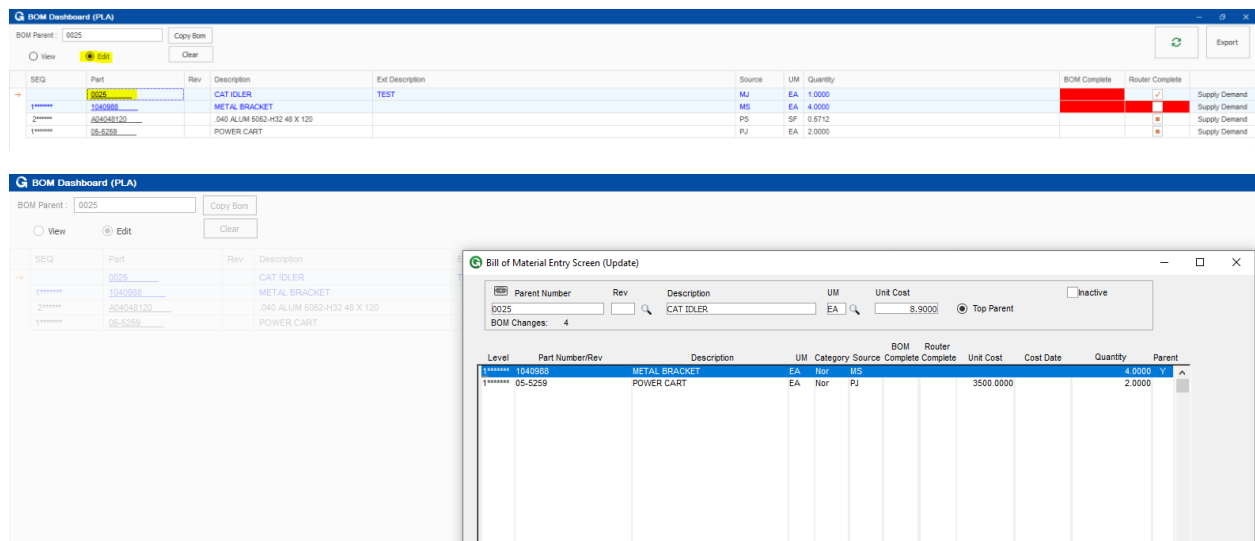 BOM Dashboard (PLA)
BOM Parent : 0025 Copy Bom Export
View Edit Clear
SEQ Part Rev Description Ext Description Source UM Quantity BOM Complete Router Complete
0025 CAT IDLER TEST MJ EA 1.0000 Supply Demand
1******* 1040988 METAL BRACKET MS EA 4.0000 Supply Demand
2****** A04048120 .040 ALUM 5052-H32 48 X 120 PS SF 0.6712 Supply Demand
1******* 05-5259 POWER CART PJ EA 2.0000 Supply Demand
BOM Dashboard (PLA)
BOM Parent : 0025 Copy Bom
View Edit Clear
SEQ Part Rev Description
0025 CAT IDLER
1******* 1040988 METAL BRACKET
2****** A04048120 .040 ALUM 5052-H32 48 X 120
1******* 05-5259 POWER CART
Bill of Material Entry Screen (Update)
Parent Number Rev Description UM Unit Cost Inactive
0025 CAT IDLER EA 8.9000 Top Parent
BOM Changes: 4
Level Part Number/Rev Description UM Category Source BOM Complete Router Complete Unit Cost Cost Date Quantity Parent
1******* 1040988 METAL BRACKET EA Nor MS 4.0000 Y
1******* 05-5259 POWER CART EA Nor PJ 3500.0000 2.0000